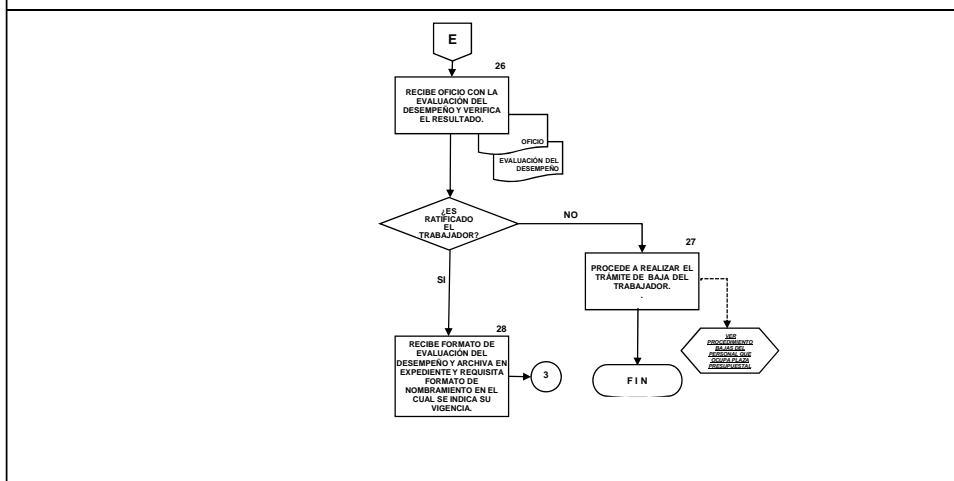 E
26
RECIBE OFICIO CON LA
EVALUACIÓN DEL
DESEMPEÑO Y VERIFICA
EL RESULTADO.
OFICIO
EVALUACIÓN DEL
DESEMPEÑO
¿ES
RATIFICADO
EL
TRABAJADOR?
NO
27
PROCEDE A REALIZAR EL
TRÁMITE DE BAJA DEL
TRABAJADOR.
.
SI
28
RECIBE FORMATO DE
EVALUACIÓN DEL
DESEMPEÑO Y ARCHIVA EN
EXPEDIENTE Y REQUISITA
FORMATO DE
NOMBRAMIENTO EN EL
CUAL SE INDICA SU
VIGENCIA.
3
VER
PROCEDIMIENTO
BAJAS DEL
PERSONAL QUE
OCUPA PLAZA
PRESUPUESTAL
F I N